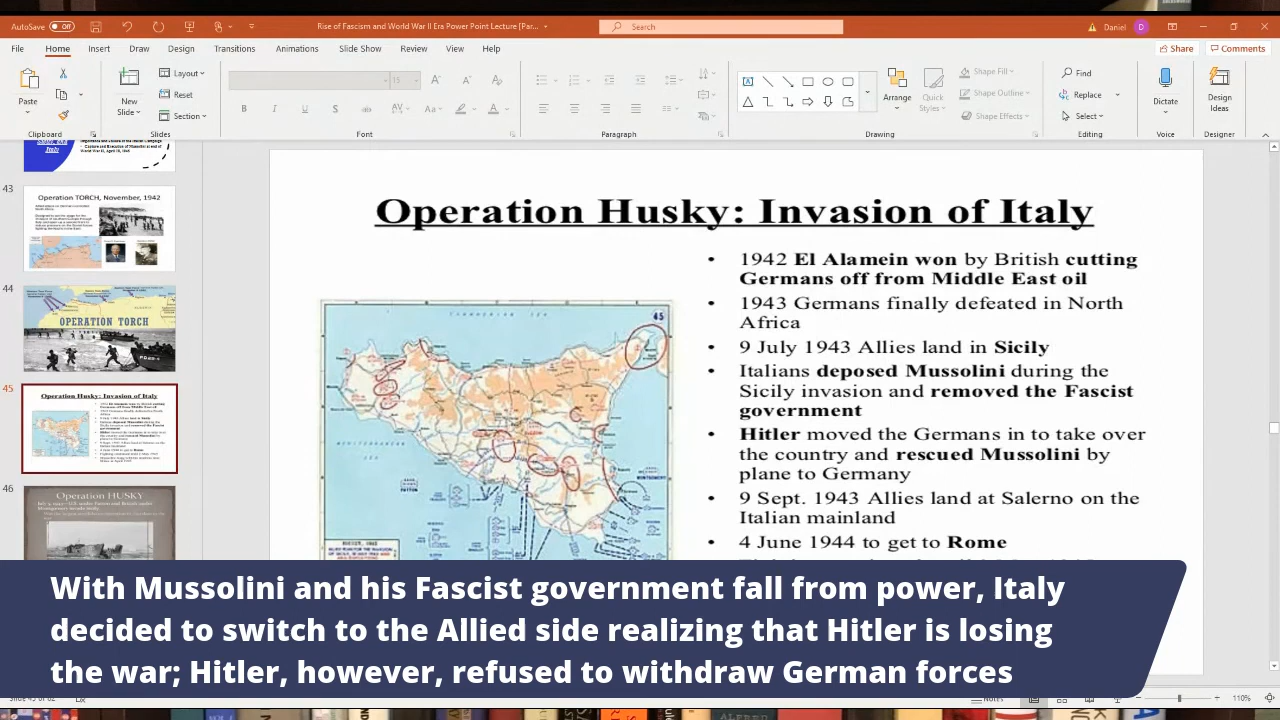 AutoSave Off
Rise of Fascism and World War II Era Power Point Lecture [Par...
Search
Daniel D
File Home Insert Draw Design Transitions Animations Slide Show Review View Help
Share Comments
Paste
New
Slide
Layout
Reset
Section
15
Arrange
Quick
Styles
Shape Fill
Shape Outline
Shape Effects
Find
Replace
Select
Dictate
Design
Ideas
Clipboard Slides Font Paragraph Drawing Editing Voice Designer
Italy
43
Operation TORCH, November, 1942
44
OPERATION TORCH
45
Operation Husky: Invasion of Italy
46
Operation HUSKY
Operation Husky: Invasion of Italy
45
PATTON
MONTGOMERY
• 1942 El Alamein won by British cutting
Germans off from Middle East oil
• 1943 Germans finally defeated in North
Africa
• 9 July 1943 Allies land in Sicily
• Italians deposed Mussolini during the
Sicily invasion and removed the Fascist
government
• Hitler moved the Germans in to take over
the country and rescued Mussolini by
plane to Germany
• 9 Sept. 1943 Allies land at Salerno on the
Italian mainland
• 4 June 1944 to get to Rome
With Mussolini and his Fascist government fall from power, Italy
decided to switch to the Allied side realizing that Hitler is losing
the war; Hitler, however, refused to withdraw German forces
110%